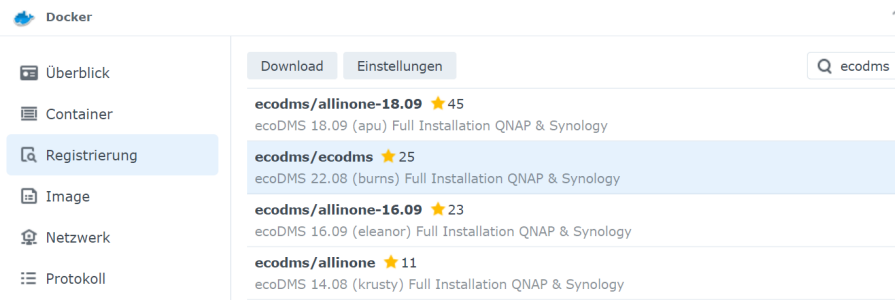 Docker
Überblick
Container
Registrierung
Image
Netzwerk
Protokoll
Download Einstellungen ecodms
ecodms/allinone-18.09 45
ecoDMS 18.09 (apu) Full Installation QNAP & Synology
ecodms/ecodms 25
ecoDMS 22.08 (burns) Full Installation QNAP & Synology
ecodms/allinone-16.09 23
ecoDMS 16.09 (eleanor) Full Installation QNAP & Synology
ecodms/allinone 11
ecoDMS 14.08 (krusty) Full Installation QNAP & Synology